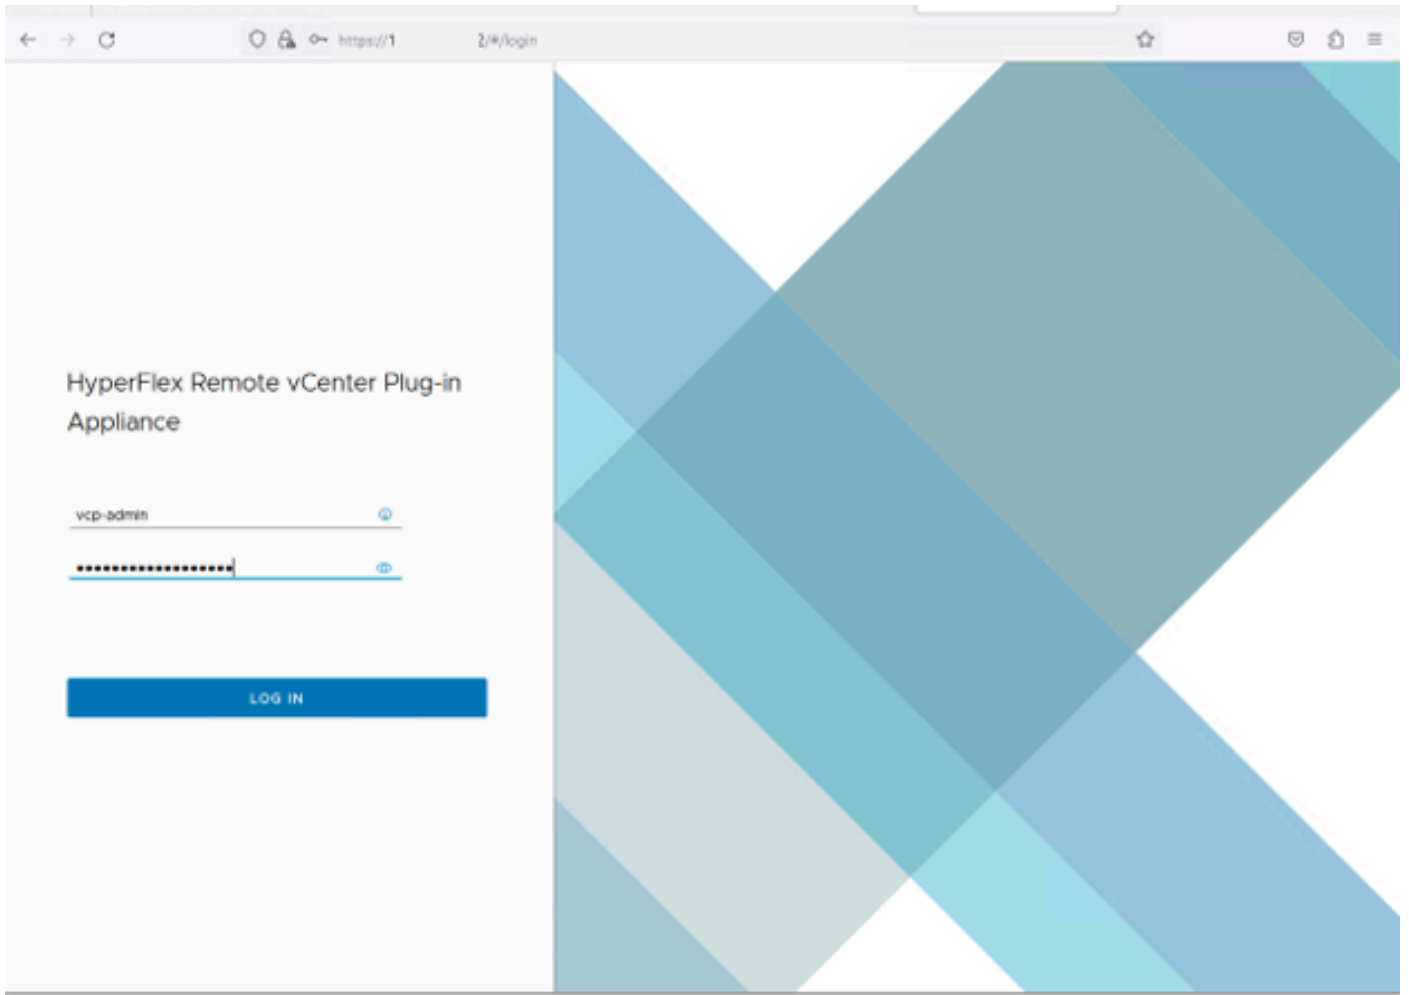 https://1 2/#/login
HyperFlex Remote vCenter Plug-in
Appliance
vcp-admin
••••••••••••••••••
LOG IN